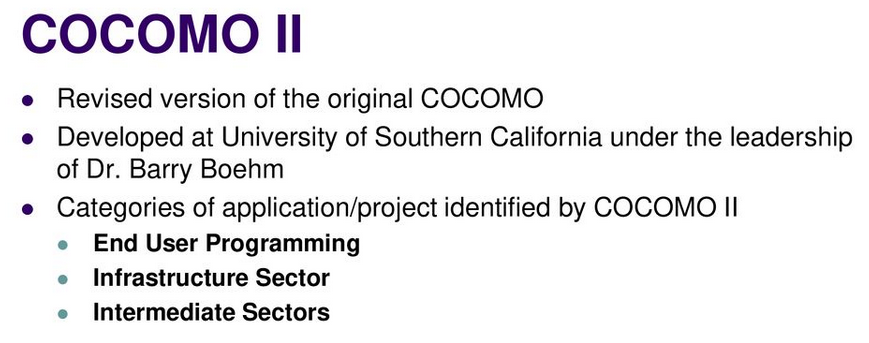 COCOMO II
Revised version of the original COCOMO
Developed at University of Southern California under the leadership
of Dr. Barry Boehm
Categories of application/project identified by COCOMO II
End User Programming
Infrastructure Sector
Intermediate Sectors